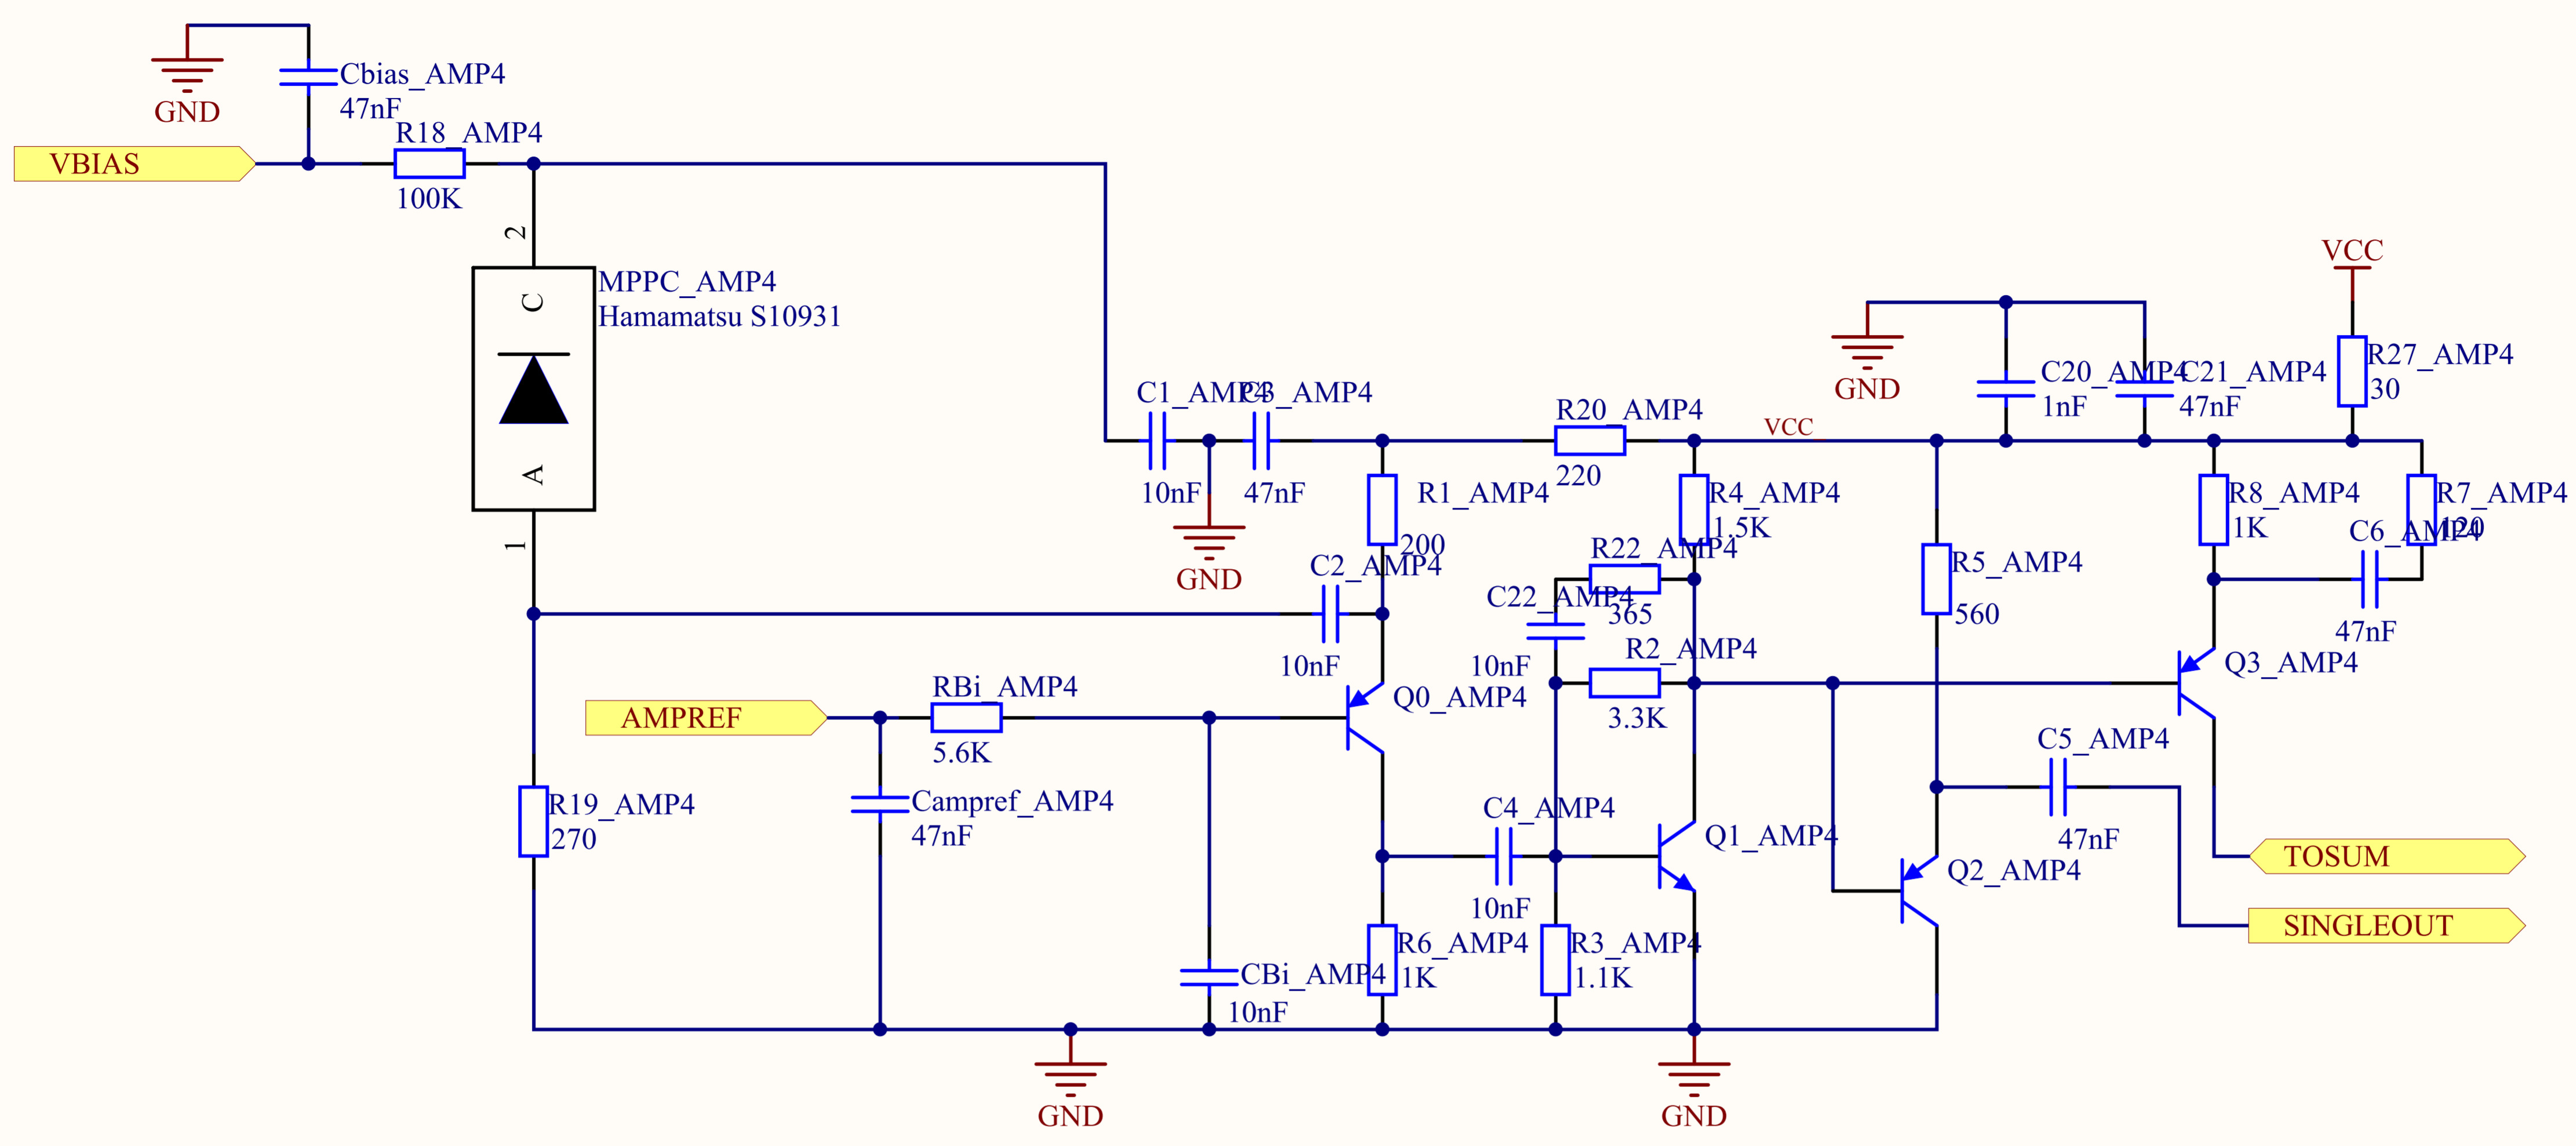 Cbias_AMP4
47nF
GND
R18_AMP4
VBIAS
100K
2
MPPC_AMP4
Hamamatsu S10931
C
A
1
VCC
R27_AMP4
30
GND
C20_AMP4
1nF
C21_AMP4
47nF
C1_AMP4
10nF
C3_AMP4
47nF
GND
R20_AMP4
220
VCC
R1_AMP4
200
R4_AMP4
1.5K
R8_AMP4
1K
R7_AMP4
120
C6_AMP4
47nF
C2_AMP4
10nF
R22_AMP4
365
C22_AMP4
10nF
R5_AMP4
560
R2_AMP4
3.3K
Q0_AMP4
Q3_AMP4
RBi_AMP4
AMPREF
5.6K
C5_AMP4
47nF
R19_AMP4
270
Campref_AMP4
47nF
C4_AMP4
10nF
Q1_AMP4
Q2_AMP4
TOSUM
SINGLEOUT
R6_AMP4
1K
R3_AMP4
1.1K
CBi_AMP4
10nF
GND
GND